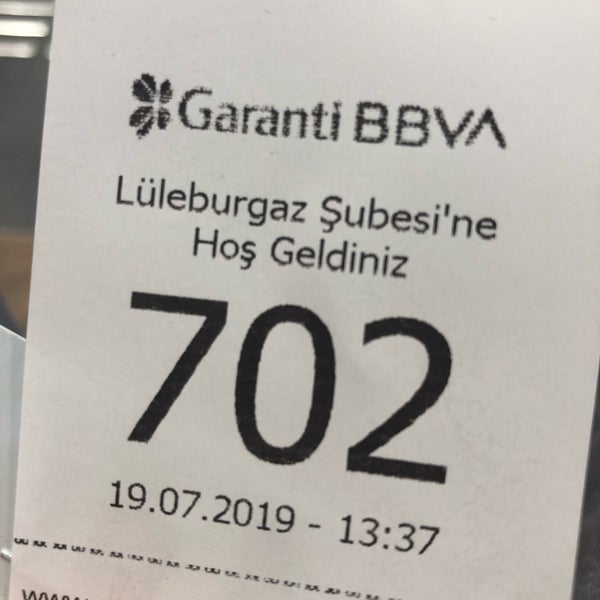 Garanti BBVA
Lüleburgaz Şubesi'ne
Hoş Geldiniz
702
19.07.2019 - 13:37